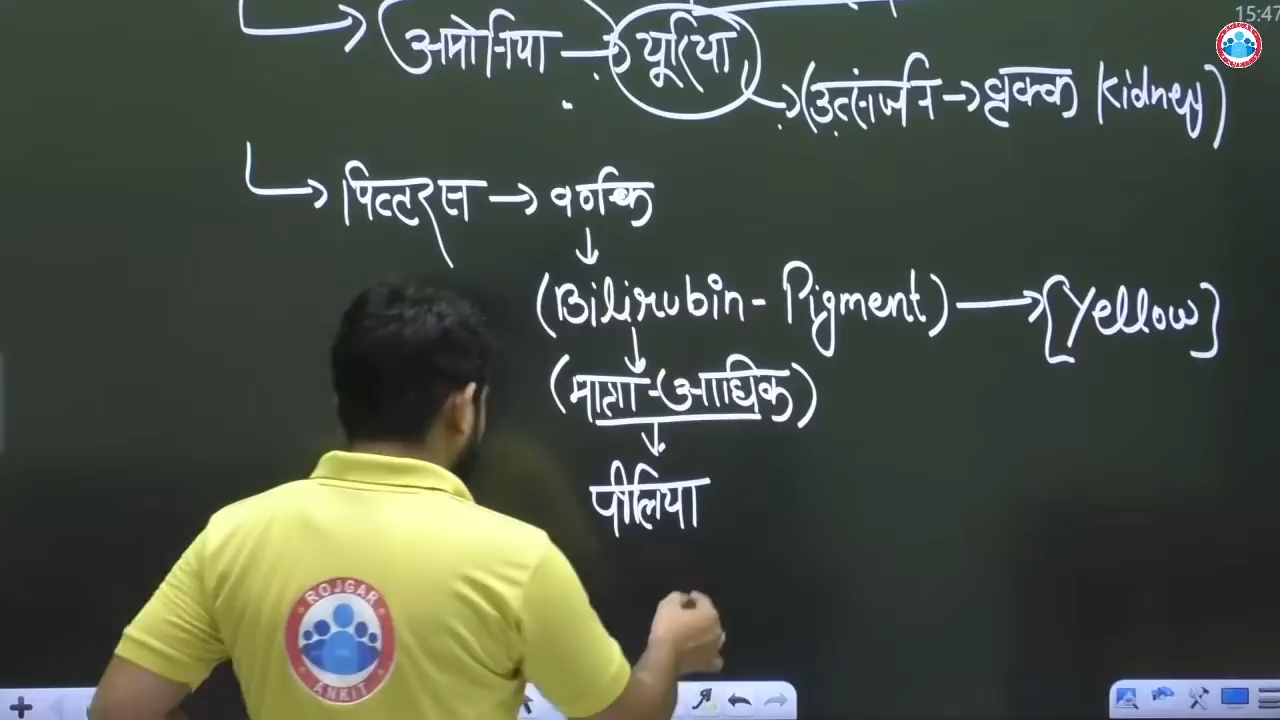 15:47
अमोनिया → यूरिया
→ (उत्सर्जन → वृक्क Kidney)
→ पित्तरस → वर्णक
↓
(Bilirubin - Pigment) → [Yellow]
↓
(मात्रा - अधिक)
↓
पीलिया
ROJGAR
ANKIT